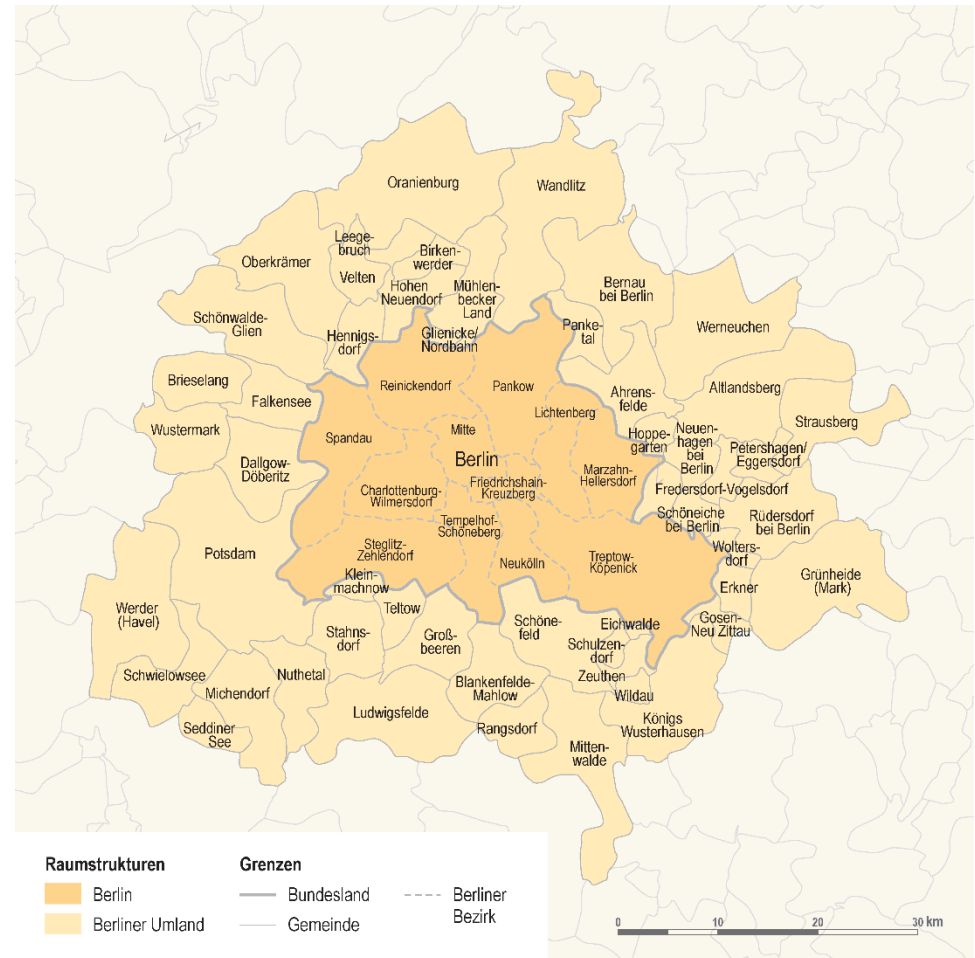 Oranienburg
Wandlitz
Leege-
bruch
Birken-
werder
Oberkrämer
Velten
Hohen
Neuendorf
Mühlen-
becker
Land
Bernau
bei Berlin
Schönwalde-
Glien
Hennigs-
dorf
Glienicke/
Nordbahn
Panke-
tal
Werneuchen
Brieselang
Falkensee
Reinickendorf
Pankow
Ahrens-
felde
Altlandsberg
Wustermark
Spandau
Mitte
Lichtenberg
Hoppe-
garten
Neuen-
hagen
bei
Berlin
Strausberg
Petershagen/
Eggersdorf
Dallgow-
Döberitz
Berlin
Marzahn-
Hellersdorf
Friedrichshain-
Kreuzberg
Charlottenburg-
Wilmersdorf
Fredersdorf-Vogelsdorf
Schöneiche
bei Berlin
Rüdersdorf
bei Berlin
Tempelhof-
Schöneberg
Potsdam
Steglitz-
Zehlendorf
Neukölln
Treptow-
Köpenick
Wolters-
dorf
Klein-
machnow
Erkner
Grünheide
(Mark)
Werder
(Havel)
Teltow
Stahns-
dorf
Groß-
beeren
Schöne-
feld
Eichwalde
Gosen-
Neu Zittau
Schulzen-
dorf
Zeuthen
Schwielowsee
Nuthetal
Michendorf
Blankenfelde-
Mahlow
Wildau
Ludwigsfelde
Rangsdorf
Königs
Wusterhausen
Seddiner
See
Mitten-
walde
Raumstrukturen
Berlin
Berliner Umland
Grenzen
Bundesland
Gemeinde
Berliner
Bezirk
0 10 20 30 km